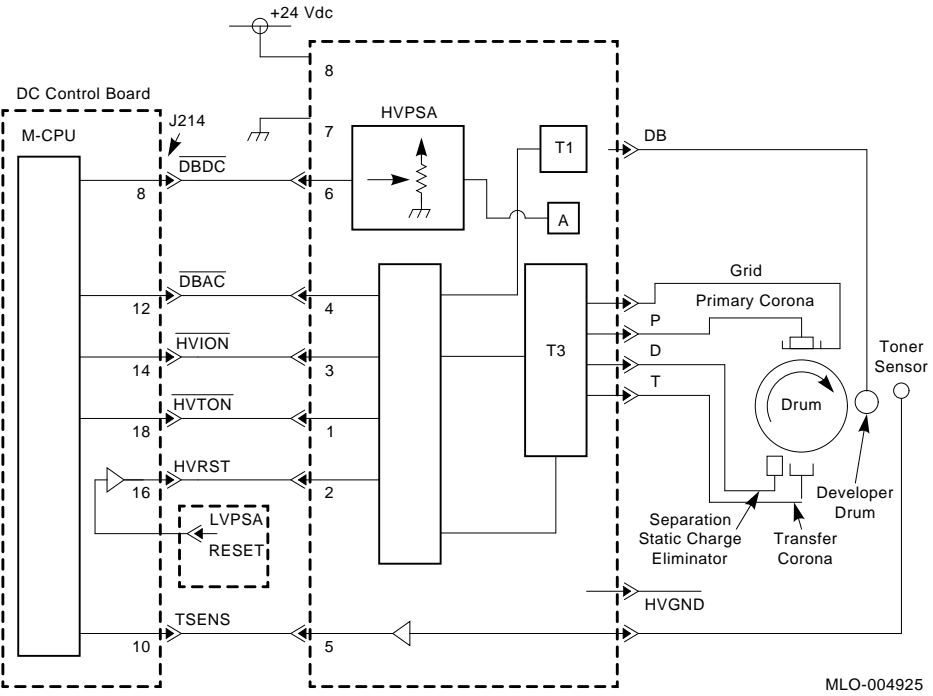 +24 Vdc
8
DC Control Board
M-CPU
J214
7
HVPSA
T1
DB
DBDC
8
6
A
DBAC
12
4
Grid
Primary Corona
P
HVION
14
3
T3
D
Toner
Sensor
T
HVTON
18
1
Drum
HVRST
16
2
LVPSA
RESET
Separation
Static Charge
Eliminator
Transfer
Corona
Developer
Drum
HVGND
TSENS
10
5
MLO-004925